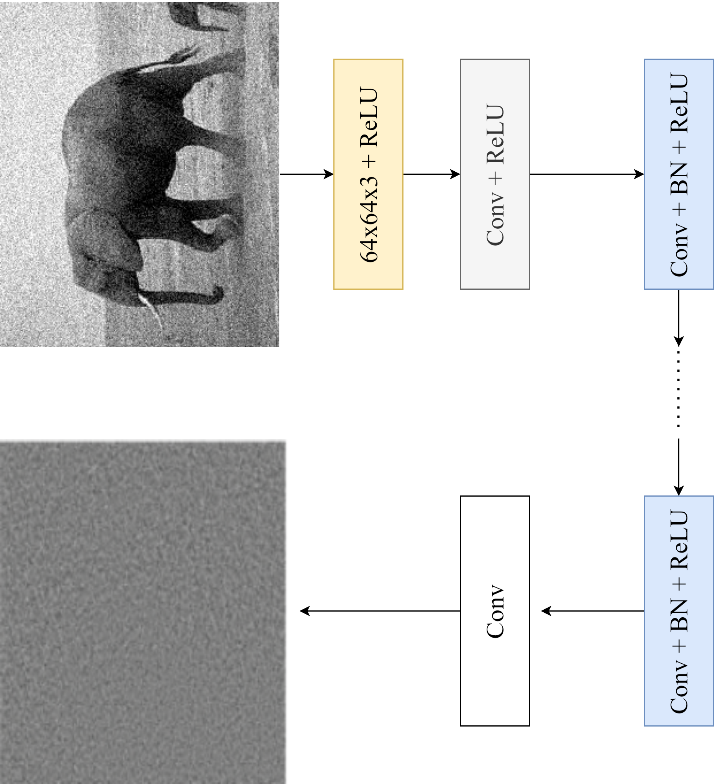 64x64x3 + ReLU
Conv + ReLU
Conv + BN + ReLU
Conv + BN + ReLU
Conv